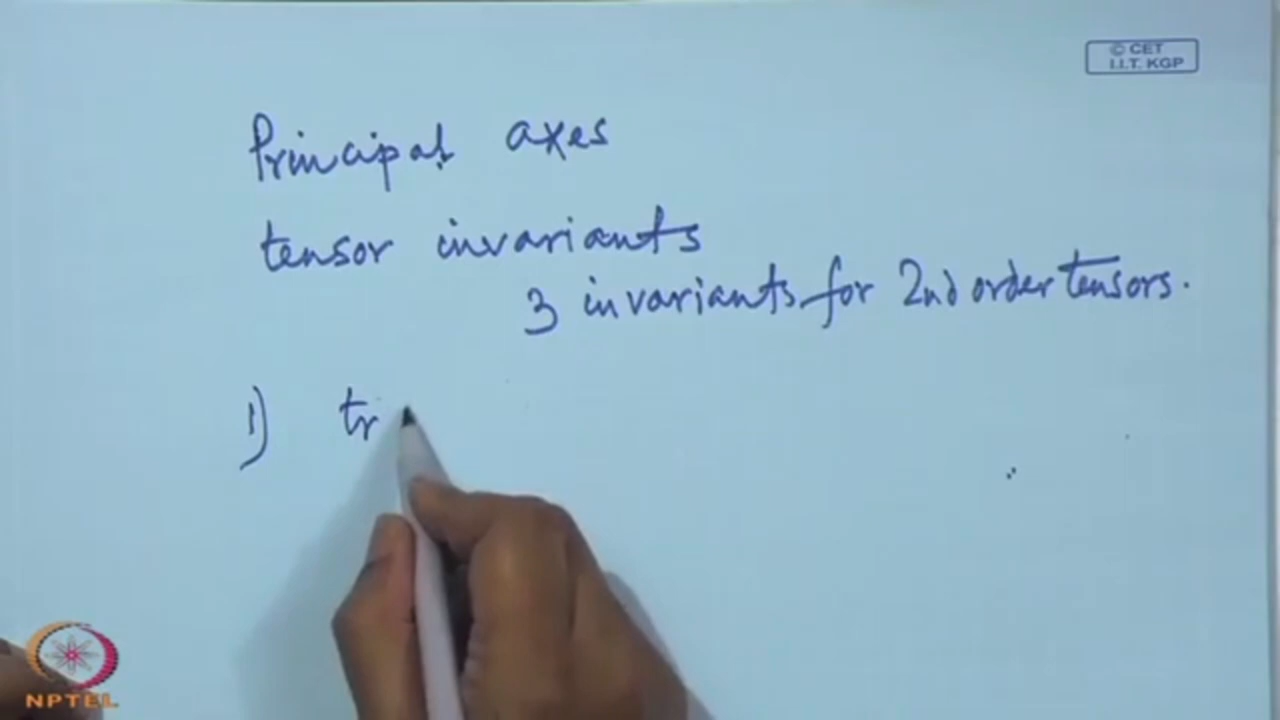 © CET
I.I.T. KGP
Principal axes
tensor invariants
3 invariants for 2nd order tensors.
1) tr
NPTEL